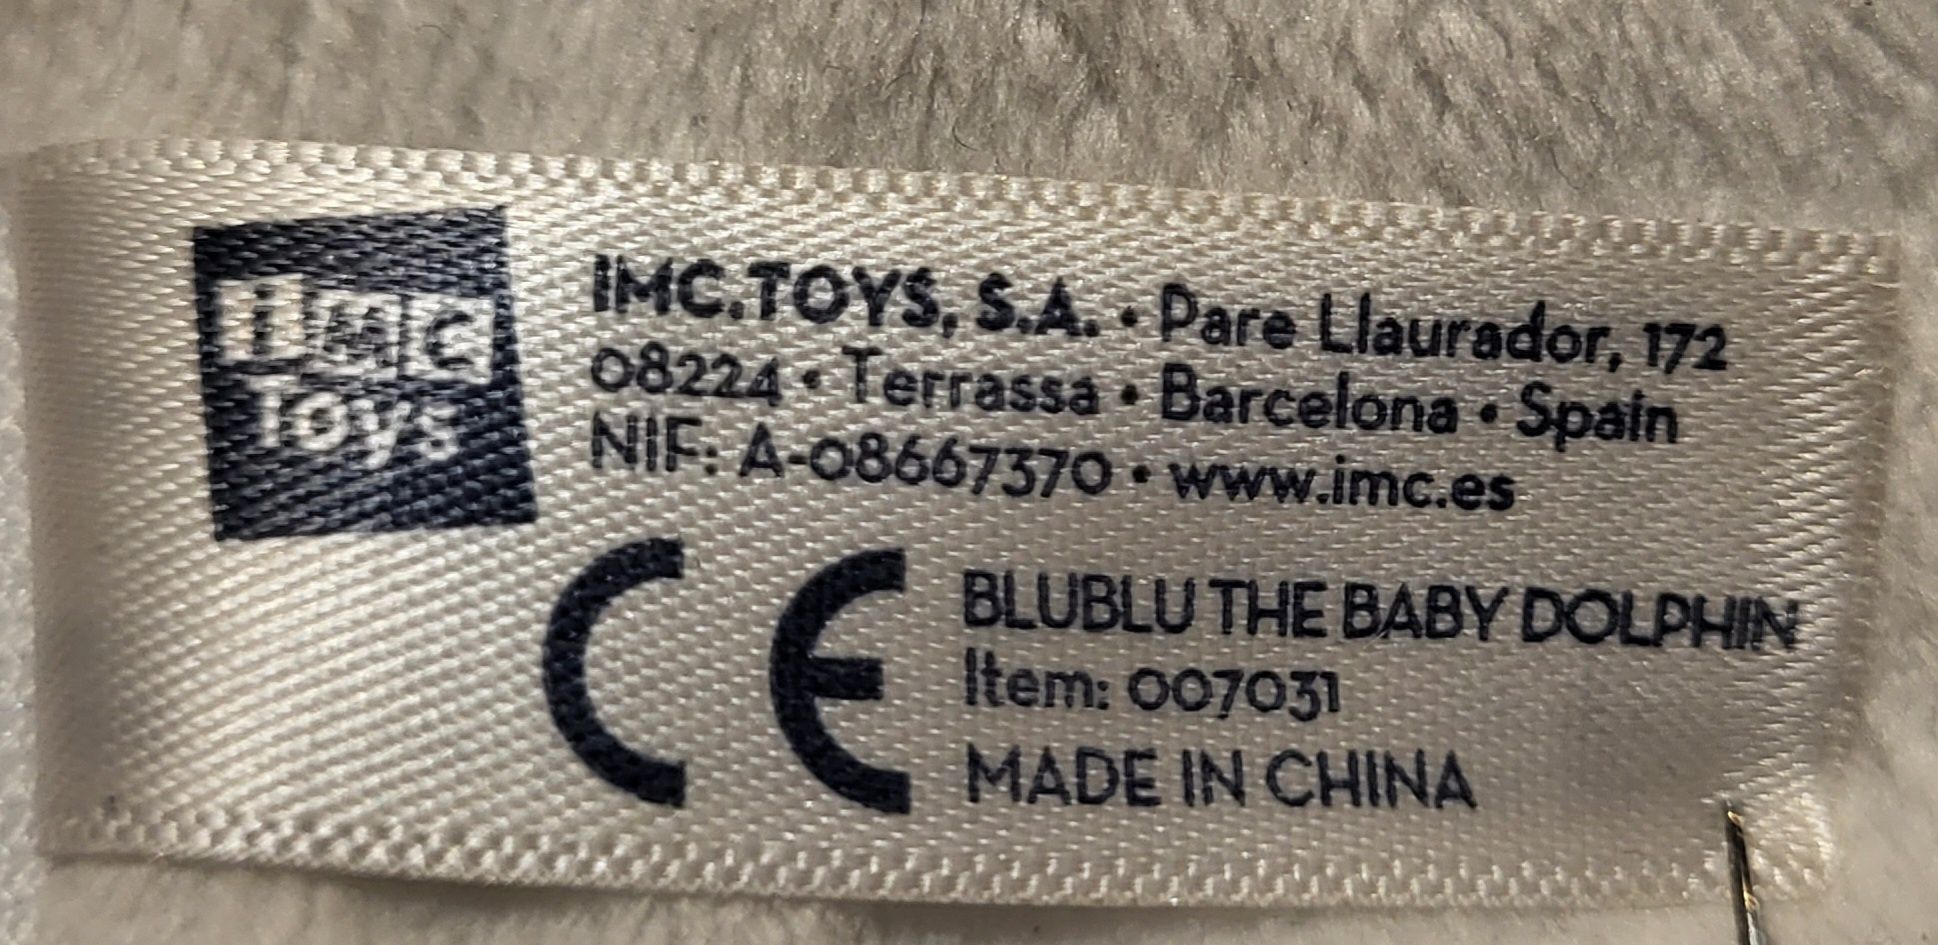 imc
Toys
IMC.TOYS, S.A. • Pare Llaurador, 172
08224 • Terrassa • Barcelona • Spain
NIF: A-08667370 • www.imc.es
CE
BLUBLU THE BABY DOLPHIN
Item: 007031
MADE IN CHINA